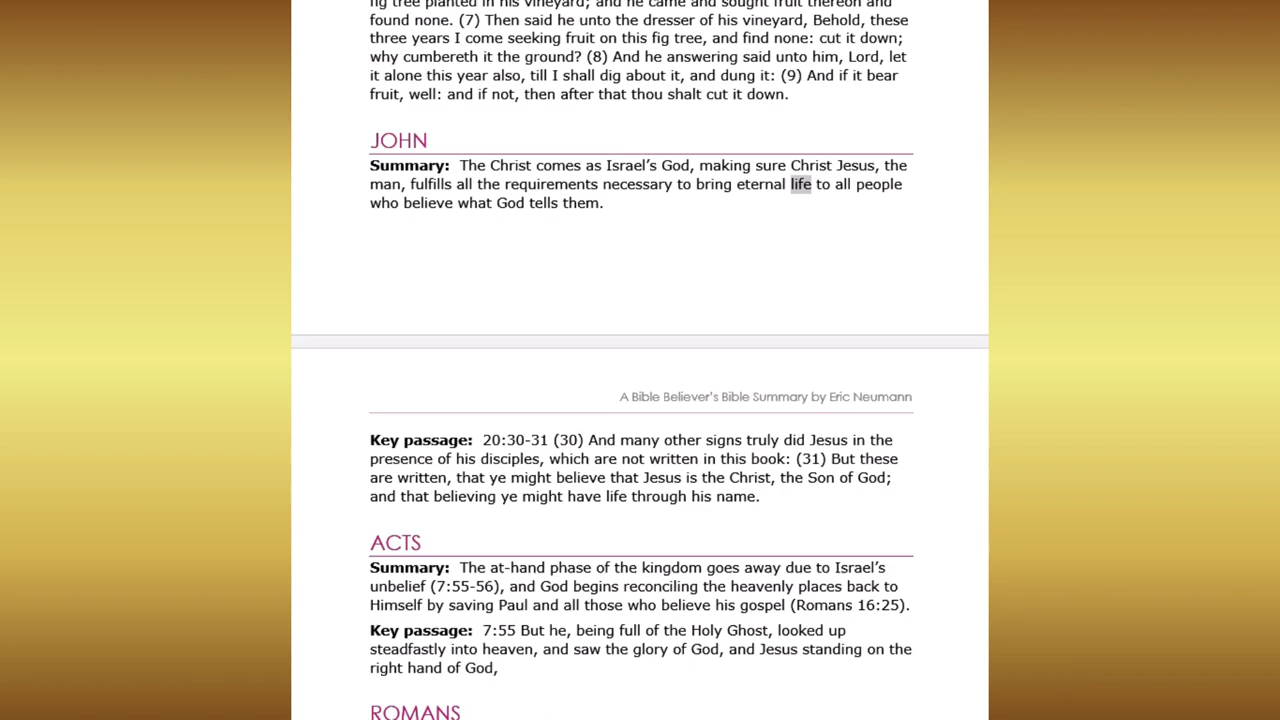 fig tree planted in his vineyard; and he came and sought fruit thereon and
found none. (7) Then said he unto the dresser of his vineyard, Behold, these
three years I come seeking fruit on this fig tree, and find none: cut it down;
why cumbereth it the ground? (8) And he answering said unto him, Lord, let
it alone this year also, till I shall dig about it, and dung it: (9) And if it bear
fruit, well: and if not, then after that thou shalt cut it down.
JOHN
Summary: The Christ comes as Israel’s God, making sure Christ Jesus, the
man, fulfills all the requirements necessary to bring eternal life to all people
who believe what God tells them.
A Bible Believer’s Bible Summary by Eric Neumann
Key passage: 20:30-31 (30) And many other signs truly did Jesus in the
presence of his disciples, which are not written in this book: (31) But these
are written, that ye might believe that Jesus is the Christ, the Son of God;
and that believing ye might have life through his name.
ACTS
Summary: The at-hand phase of the kingdom goes away due to Israel’s
unbelief (7:55-56), and God begins reconciling the heavenly places back to
Himself by saving Paul and all those who believe his gospel (Romans 16:25).
Key passage: 7:55 But he, being full of the Holy Ghost, looked up
steadfastly into heaven, and saw the glory of God, and Jesus standing on the
right hand of God,
ROMANS